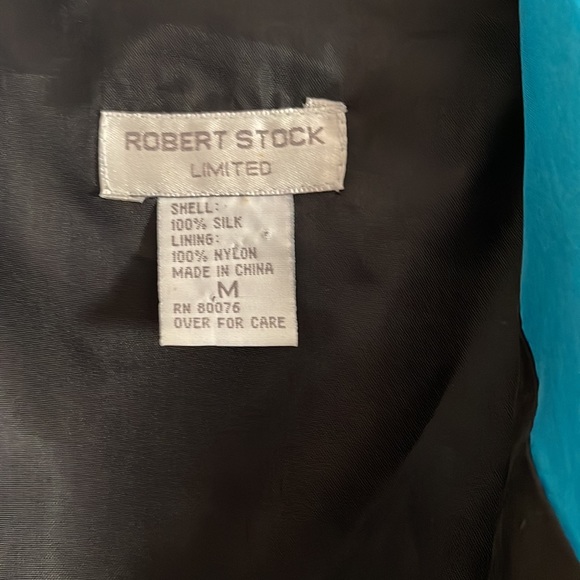 ROBERT STOCK
LIMITED
SHELL:
100% SILK
LINING:
100% NYLON
MADE IN CHINA
M
RN 80076
OVER FOR CARE